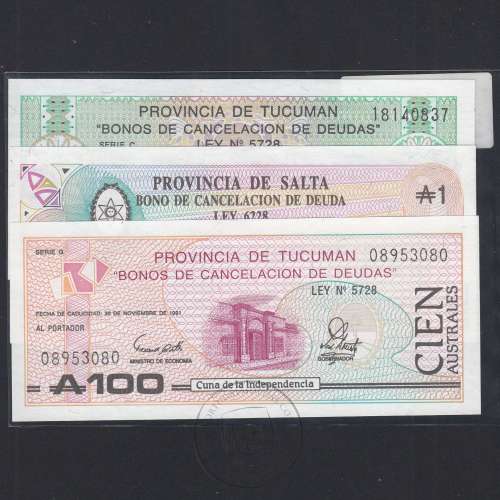 PROVINCIA DE TUCUMAN
18140837
"BONOS DE CANCELACION DE DEUDAS"
SERIE C
LEY Nº 5728
PROVINCIA DE SALTA
BONO DE CANCELACION DE DEUDA
₳1
LEY 6228
SERIE G
PROVINCIA DE TUCUMAN
08953080
"BONOS DE CANCELACION DE DEUDAS"
LEY Nº 5728
FECHA DE CADUCIDAD: 30 DE NOVIEMBRE DE 1991
AL PORTADOR
08953080
MINISTRO DE ECONOMIA
GOBERNADOR
CIEN
AUSTRALES
₳100
Cuna de la Independencia